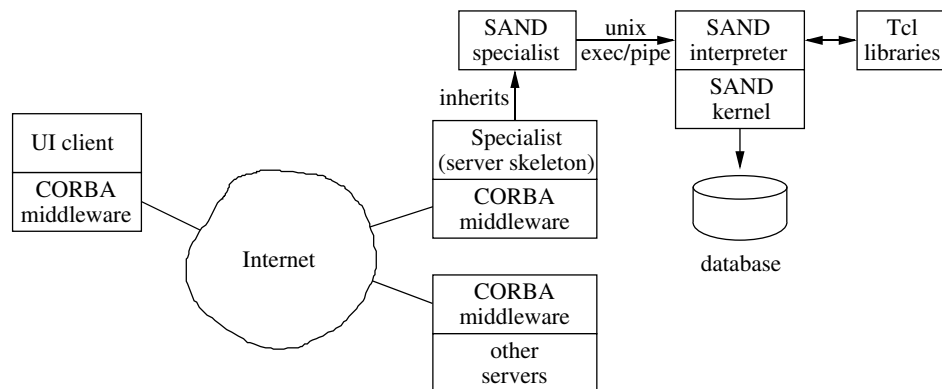 SAND
specialist
unix
exec/pipe
SAND
interpreter
Tcl
libraries
SAND
kernel
inherits
UI client
CORBA
middleware
Specialist
(server skeleton)
CORBA
middleware
Internet
database
CORBA
middleware
other
servers